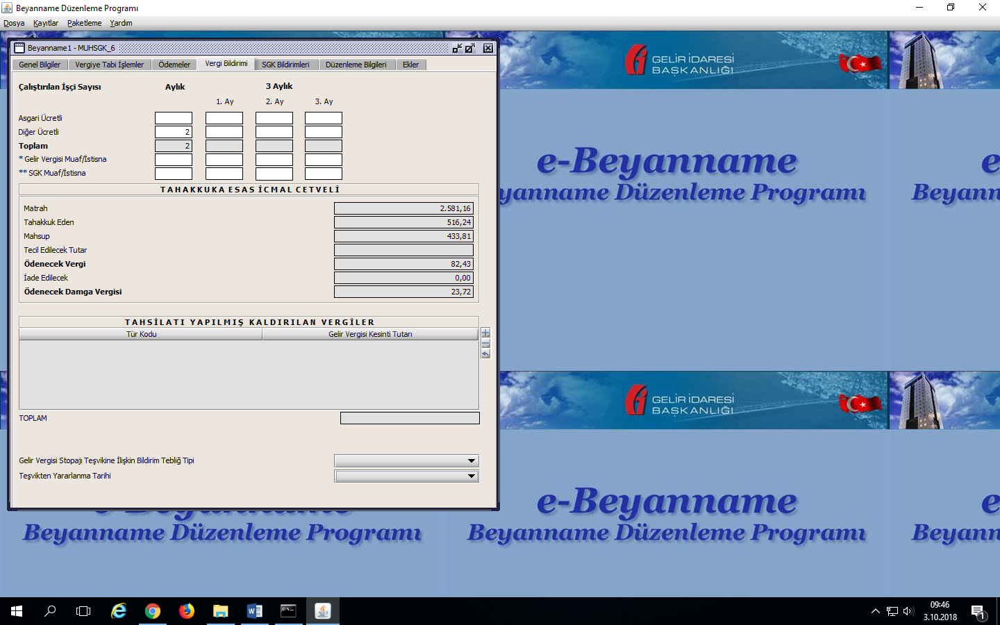 Beyanname Düzenleme Programı
Dosya Kayıtlar Paketleme Yardım
Beyanname1 - MUHSGK_6
Genel Bilgiler Vergiye Tabi İşlemler Ödemeler Vergi Bildirimi SGK Bildirimleri Düzenleme Bilgileri Ekler
Çalıştırılan İşçi Sayısı Aylık 3 Aylık
1. Ay 2. Ay 3. Ay
Asgari Ücretli
Diğer Ücretli 2
Toplam 2
* Gelir Vergisi Muaf/İstisna
** SGK Muaf/İstisna
TAHAKKUKA ESAS İCMAL CETVELİ
Matrah 2.581,16
Tahakkuk Eden 516,24
Mahsup 433,81
Tecil Edilecek Tutar
Ödenecek Vergi 82,43
İade Edilecek 0,00
Ödenecek Damga Vergisi 23,72
TAHSİLATI YAPILMIŞ KALDIRILAN VERGİLER
Tür Kodu Gelir Vergisi Kesinti Tutarı
TOPLAM
Gelir Vergisi Stopajı Teşvikine İlişkin Bildirim Tebliğ Tipi
Teşvikten Yararlanma Tarihi
GELİR İDARESİ
BAŞKANLIĞI
e-Beyanname
yanname Düzenleme Programı
e
Beyann
GELİR İDARESİ
BAŞKANLIĞI
e-Beyanname
Beyanname Düzenleme Programı
e-Beyanname
Beyanname Düzenleme Programı
e
Beyann
09:46
3.10.2018
1